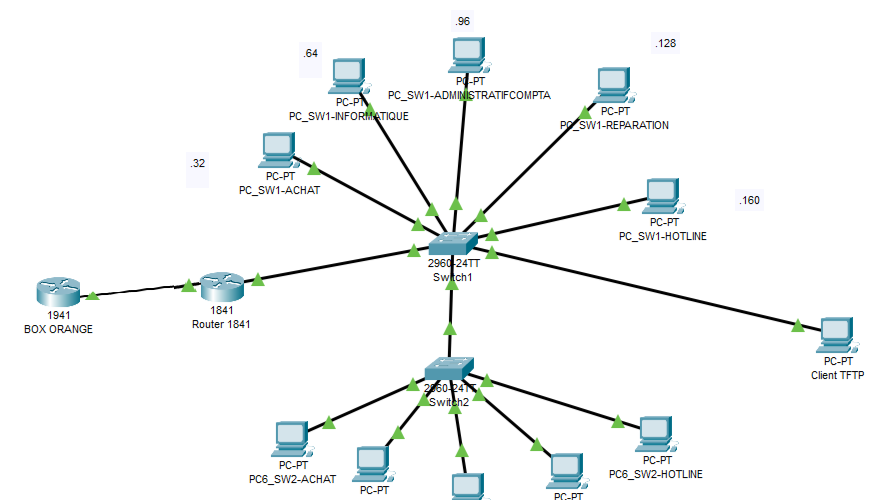 .96
.128
.64
PC-PT
PC_SW1-ADMINISTRATIFCOMPTA
PC-PT
PC_SW1-INFORMATIQUE
PC-PT
PC_SW1-REPARATION
.32
PC-PT
PC_SW1-ACHAT
.160
PC-PT
PC_SW1-HOTLINE
2960-24TT
Switch1
1941
BOX ORANGE
1841
Router 1841
PC-PT
Client TFTP
2960-24TT
Switch2
PC-PT
PC6_SW2-ACHAT
PC-PT
PC-PT
PC-PT
PC6_SW2-HOTLINE